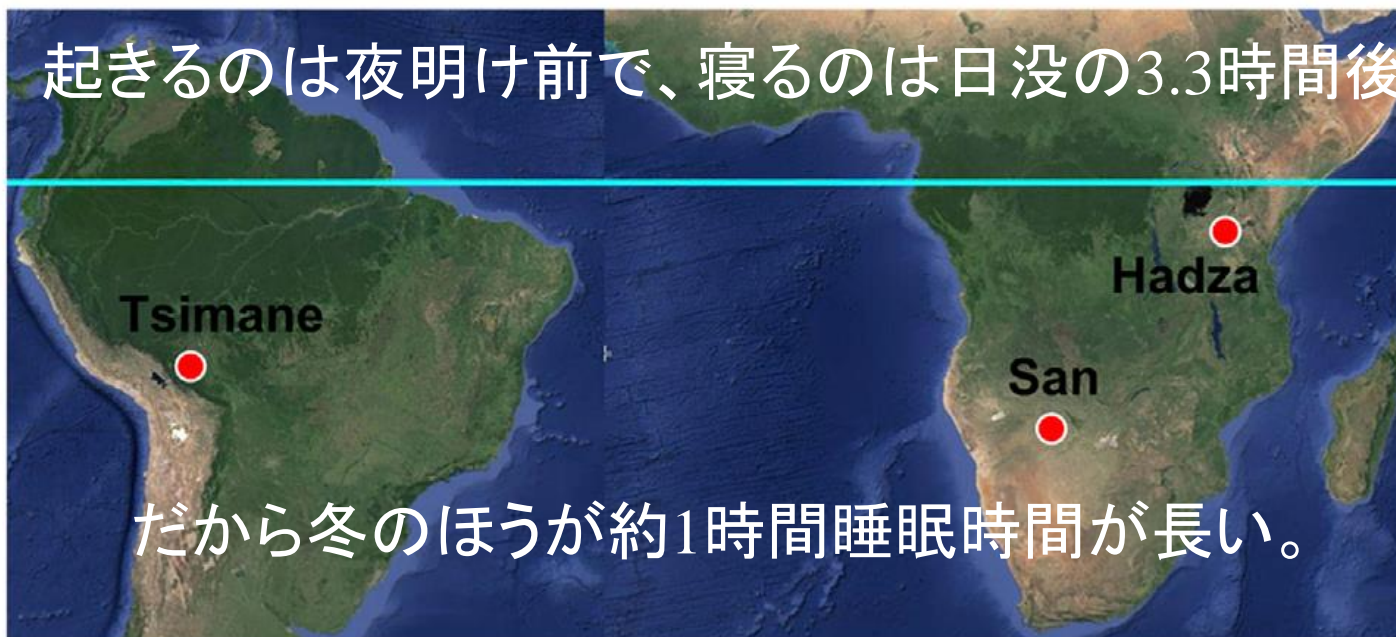 起きるのは夜明け前で、寝るのは日没の3.3時間後
Hadza
Tsimane
San
だから冬のほうが約1時間睡眠時間が長い。